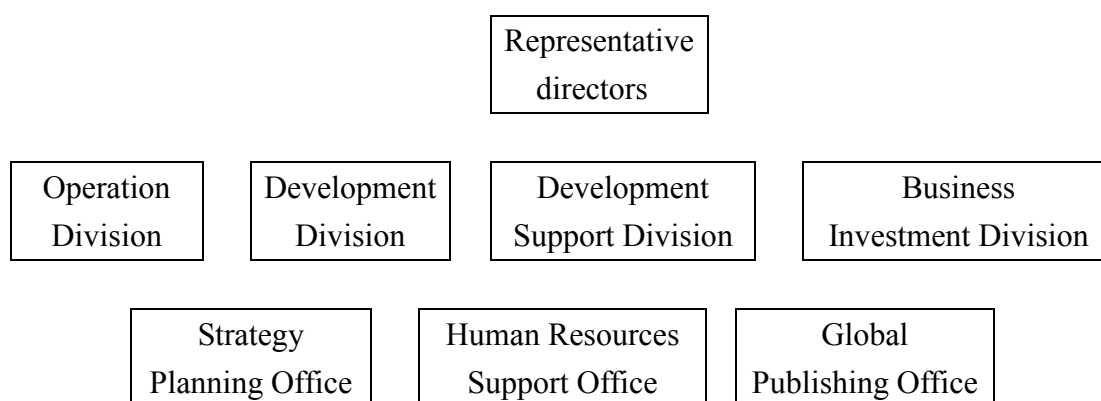 Representative
directors
Operation
Division
Development
Division
Development
Support Division
Business
Investment Division
Strategy
Planning Office
Human Resources
Support Office
Global
Publishing Office